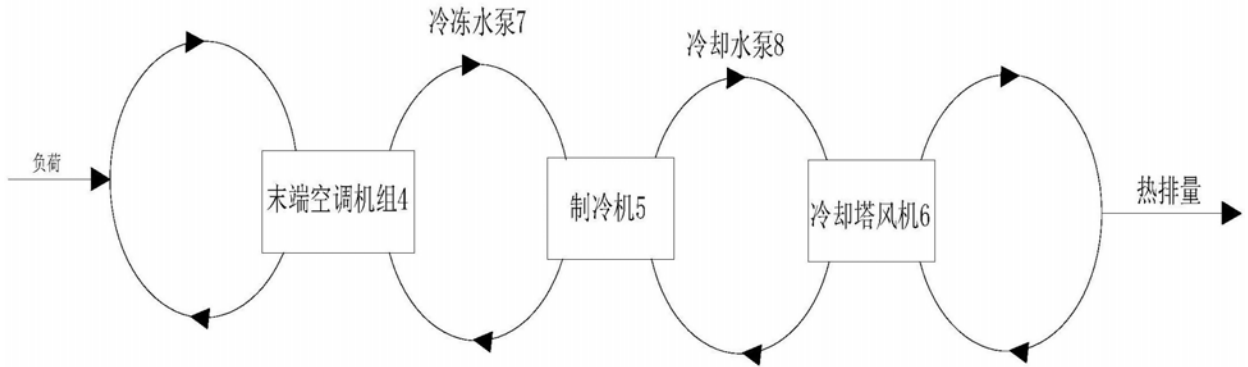 冷冻水泵7
冷却水泵8
负荷
末端空调机组4
制冷机5
冷却塔风机6
热排量